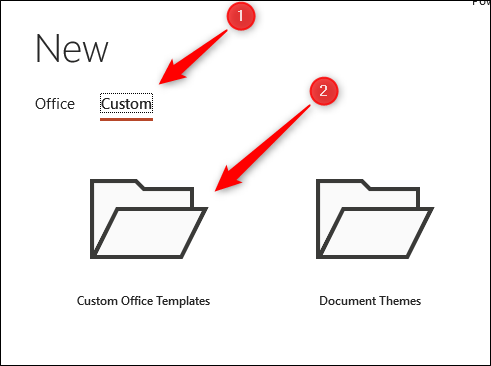 New
Office Custom
1
2
Custom Office Templates Document Themes